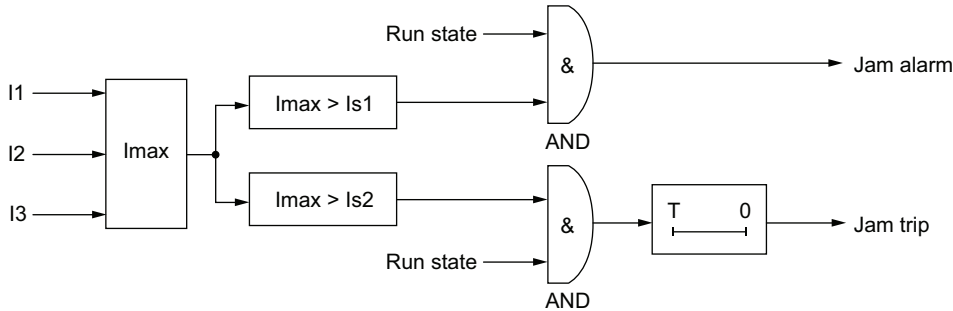 Run state
&
Jam alarm
I1
Imax > Is1
I2
Imax
AND
I3
Imax > Is2
&
T 0
Jam trip
Run state
AND